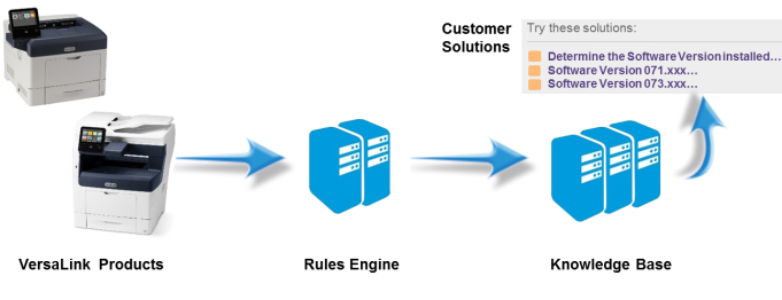 Customer
Solutions
Try these solutions:
Determine the Software Version installed...
Software Version 071.xxx...
Software Version 073.xxx...
VersaLink Products
Rules Engine
Knowledge Base